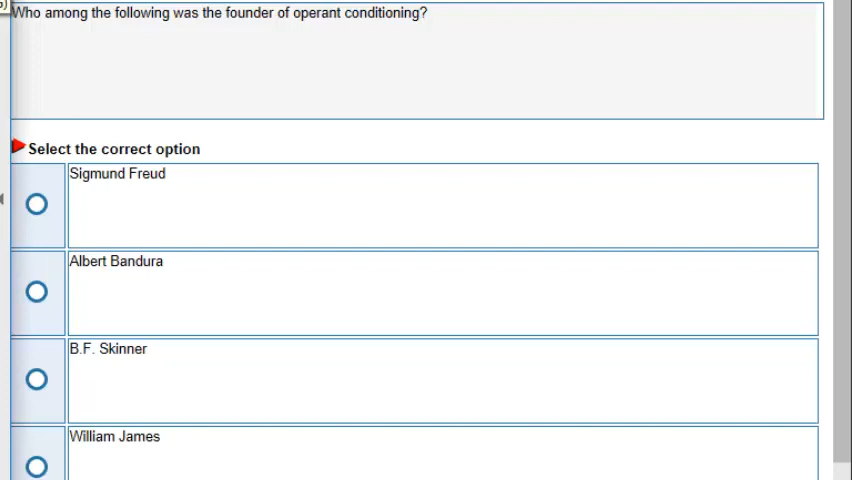 Who among the following was the founder of operant conditioning?
Select the correct option
Sigmund Freud
Albert Bandura
B.F. Skinner
William James